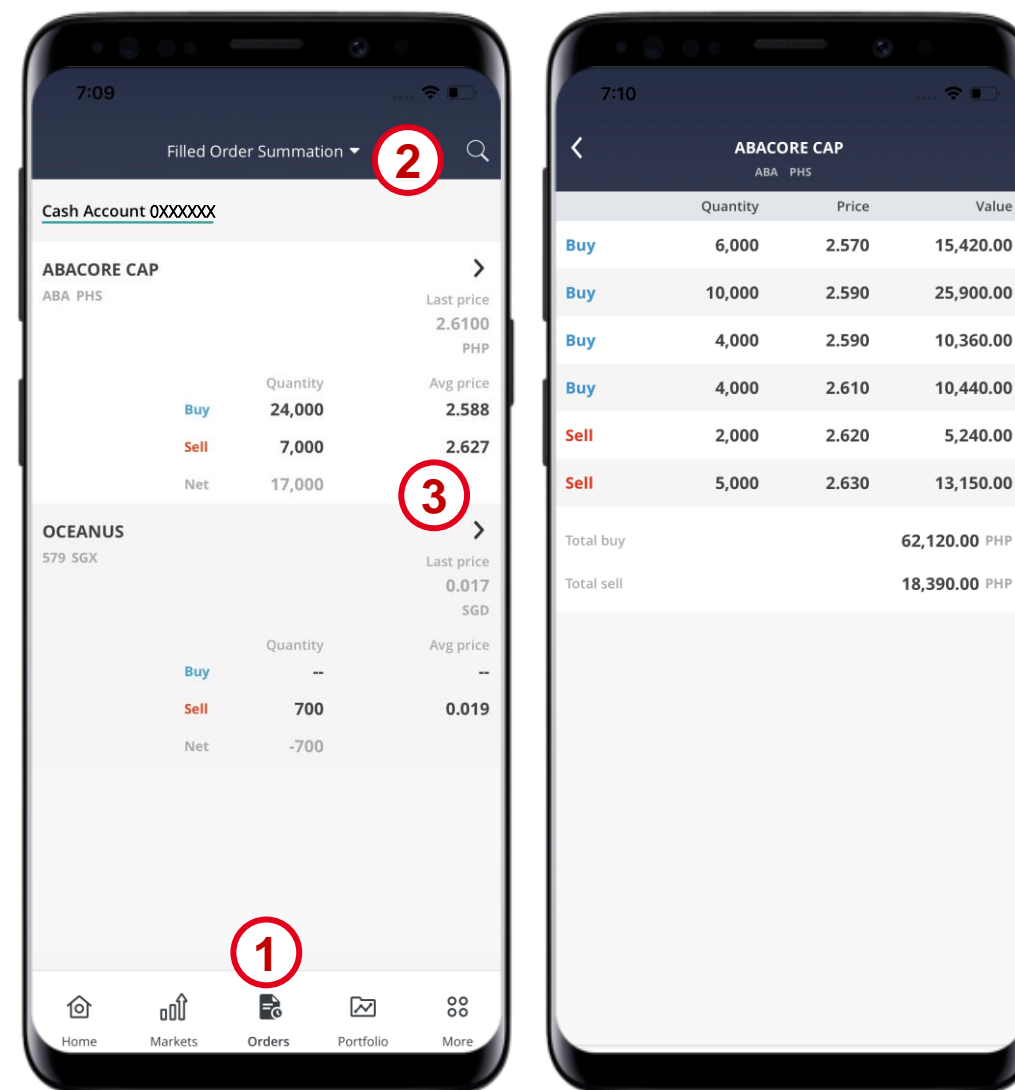 7:09
Filled Order Summation
2
Cash Account 0XXXXXX
ABACORE CAP
ABA PHS
Last price
2.6100
PHP
Quantity Avg price
Buy 24,000 2.588
Sell 7,000 2.627
Net 17,000
3
OCEANUS
579 SGX
Last price
0.017
SGD
Quantity Avg price
Buy -- --
Sell 700 0.019
Net -700
1
Home Markets Orders Portfolio More
7:10
ABACORE CAP
ABA PHS
Quantity Price Value
Buy 6,000 2.570 15,420.00
Buy 10,000 2.590 25,900.00
Buy 4,000 2.590 10,360.00
Buy 4,000 2.610 10,440.00
Sell 2,000 2.620 5,240.00
Sell 5,000 2.630 13,150.00
Total buy 62,120.00 PHP
Total sell 18,390.00 PHP